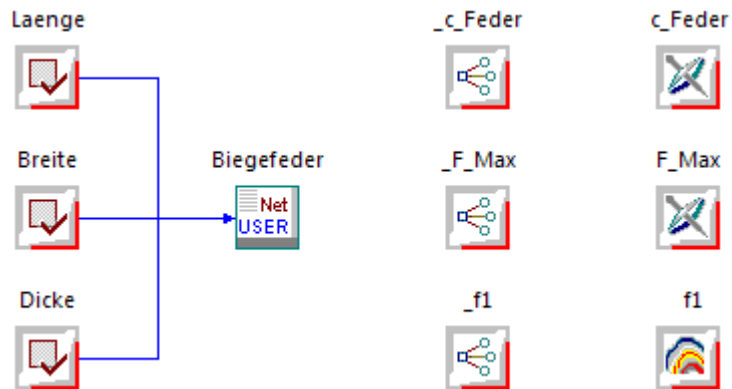 Laenge
_c_Feder
c_Feder
Breite
Biegefeder
_F_Max
F_Max
Net
USER
Dicke
_f1
f1